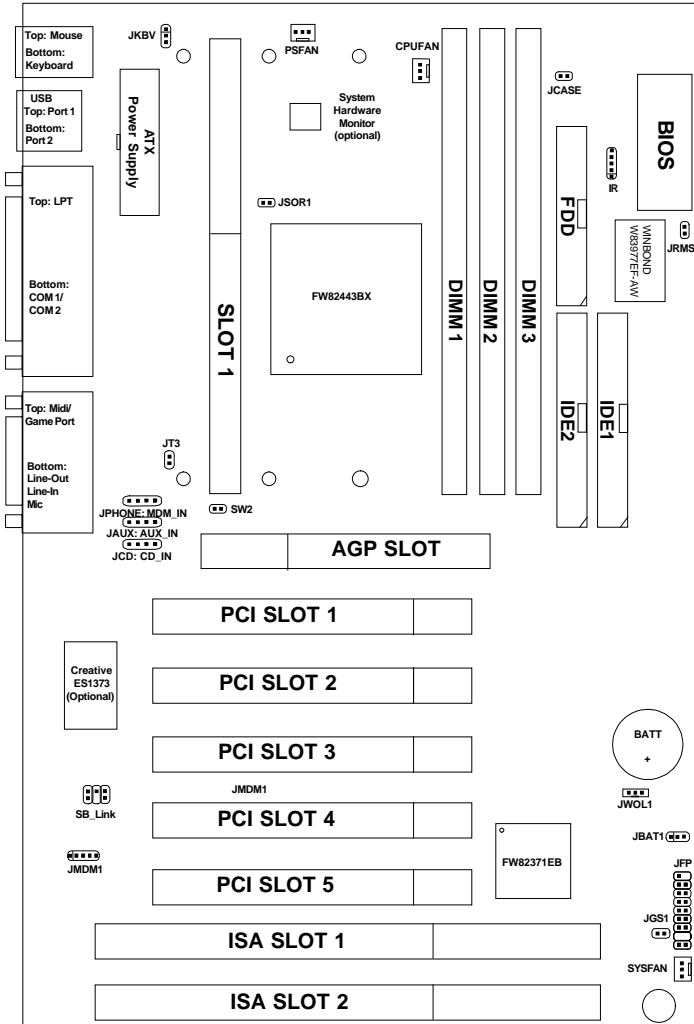 Top: Mouse
Bottom:
Keyboard
JKBV
PSFAN
CPUFAN
JCASE
BIOS
USB
Top: Port 1
Bottom:
Port 2
ATX
Power Supply
System
Hardware
Monitor
(optional)
IR
FDD
WINBOND
W83977EF-AW
JRMS
Top: LPT
Bottom:
COM 1/
COM 2
JSOR1
FW82443BX
SLOT 1
DIMM 1
DIMM 2
DIMM 3
IDE2
IDE1
Top: Midi/
Game Port
Bottom:
Line-Out
Line-In
Mic
JT3
JPHONE: MDM_IN
JAUX: AUX_IN
JCD: CD_IN
SW2
AGP SLOT
PCI SLOT 1
Creative
ES1373
(Optional)
PCI SLOT 2
PCI SLOT 3
BATT
+
JMDM1
SB_Link
PCI SLOT 4
JWOL1
JBAT1
JMDM1
PCI SLOT 5
FW82371EB
JFP
JGS1
ISA SLOT 1
SYSFAN
ISA SLOT 2